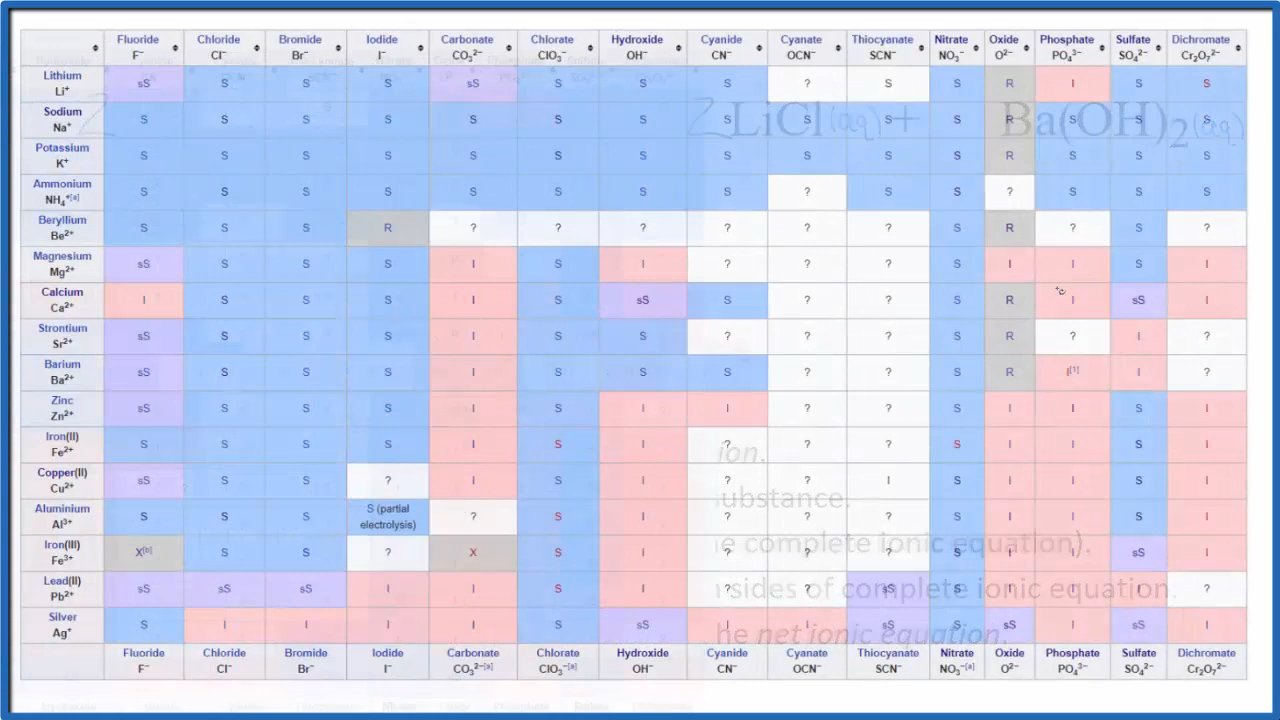 Fluoride F⁻ Chloride Cl⁻ Bromide Br⁻ Iodide I⁻ Carbonate CO₃²⁻ Chlorate ClO₃⁻ Hydroxide OH⁻ Cyanide CN⁻ Cyanate OCN⁻ Thiocyanate SCN⁻ Nitrate NO₃⁻ Oxide O²⁻ Phosphate PO₄³⁻ Sulfate SO₄²⁻ Dichromate Cr₂O₇²⁻
Lithium Li⁺ sS S S S sS S S S ? S S R I S S
Sodium Na⁺ S S S S S S S S S S S R S S S
Potassium K⁺ S S S S S S S S S S S R S S S
Ammonium NH₄⁺[a] S S S S S S S S ? S S ? S S S
Beryllium Be²⁺ S S S R ? ? ? ? ? ? S R ? S ?
Magnesium Mg²⁺ sS S S S I S I ? ? ? S I I S I
Calcium Ca²⁺ I S S S I S sS S ? ? S R I sS I
Strontium Sr²⁺ sS S S S I S S ? ? ? S R ? I ?
Barium Ba²⁺ sS S S S I S S S ? ? S R I[1] I ?
Zinc Zn²⁺ sS S S S I S I I ? ? S I I S I
Iron(II) Fe²⁺ S S S S I S I ? ? ? S I I S I
Copper(II) Cu²⁺ sS S S ? I S I ? ? I S I I S I
Aluminium Al³⁺ S S S S (partial electrolysis) ? S I ? ? ? S I I S I
Iron(III) Fe³⁺ X[b] S S ? X S I ? ? ? S I I sS I
Lead(II) Pb²⁺ sS sS sS I I S I ? ? sS S I I I ?
Silver Ag⁺ S I I I I S sS I I sS S sS I sS I
Fluoride F⁻ Chloride Cl⁻ Bromide Br⁻ Iodide I⁻ Carbonate CO₃²⁻[a] Chlorate ClO₃⁻[a] Hydroxide OH⁻ Cyanide CN⁻ Cyanate OCN⁻ Thiocyanate SCN⁻ Nitrate NO₃⁻[a] Oxide O²⁻ Phosphate PO₄³⁻ Sulfate SO₄²⁻ Dichromate Cr₂O₇²⁻
2 2LiCl(aq) + Ba(OH)₂(aq)
ion.
substance.
complete ionic equation).
sides of complete ionic equation.
he net ionic equation.